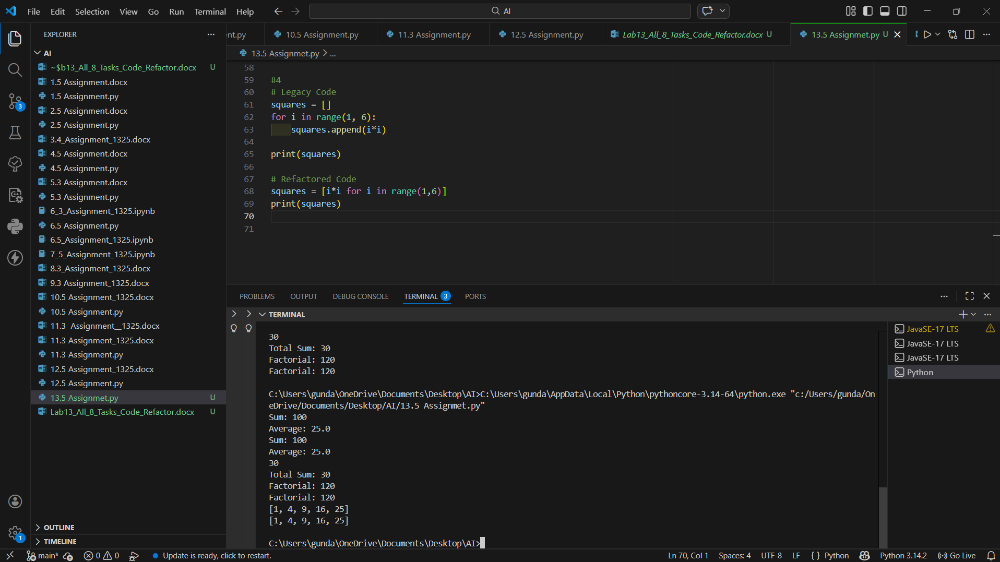 File Edit Selection View Go Run Terminal Help
AI
EXPLORER
AI
~$b13_All_8_Tasks_Code_Refactor.docx U
1.5 Assignment.docx
1.5 Assignment.py
2.5 Assignment.docx
2.5 Assignment.py
3.4_Assignment_1325.docx
4.5 Assignment.docx
4.5 Assignment.py
5.3 Assignment.docx
5.3 Assignment.py
6_3_Assignment_1325.ipynb
6.5 Assignment.py
6.5_Assignment_1325.ipynb
7_5_Assignment_1325.ipynb
8.3_Assignment_1325.docx
9.3 Assignment_1325.docx
10.5 Assignment_1325.docx
10.5 Assignment.py
11.3  Assignment__1325.docx
11.3 Assignment_1325.docx
11.3 Assignment.py
12.5 Assignment_1325.docx
12.5 Assignment.py
13.5 Assignmet.py U
Lab13_All_8_Tasks_Code_Refactor.docx U
OUTLINE
TIMELINE
nt.py 10.5 Assignment.py 11.3 Assignment.py 12.5 Assignment.py Lab13_All_8_Tasks_Code_Refactor.docx U 13.5 Assignmet.py U
13.5 Assignmet.py > ...
58
59 #4
60 # Legacy Code
61 squares = []
62 for i in range(1, 6):
63     squares.append(i*i)
64
65 print(squares)
66
67 # Refactored Code
68 squares = [i*i for i in range(1,6)]
69 print(squares)
70
71
PROBLEMS OUTPUT DEBUG CONSOLE TERMINAL 3 PORTS
TERMINAL
30
Total Sum: 30
Factorial: 120
Factorial: 120
C:\Users\gunda\OneDrive\Documents\Desktop\AI>C:\Users\gunda\AppData\Local\Python\pythoncore-3.14-64\python.exe "c:/Users/gunda/On
eDrive/Documents/Desktop/AI/13.5 Assignmet.py"
Sum: 100
Average: 25.0
Sum: 100
Average: 25.0
30
Total Sum: 30
Factorial: 120
Factorial: 120
[1, 4, 9, 16, 25]
[1, 4, 9, 16, 25]
C:\Users\gunda\OneDrive\Documents\Desktop\AI>
JavaSE-17 LTS
JavaSE-17 LTS
JavaSE-17 LTS
Python
3
1
main* 0 0 Update is ready, click to restart. Ln 70, Col 1 Spaces: 4 UTF-8 LF { } Python Python 3.14.2 Go Live